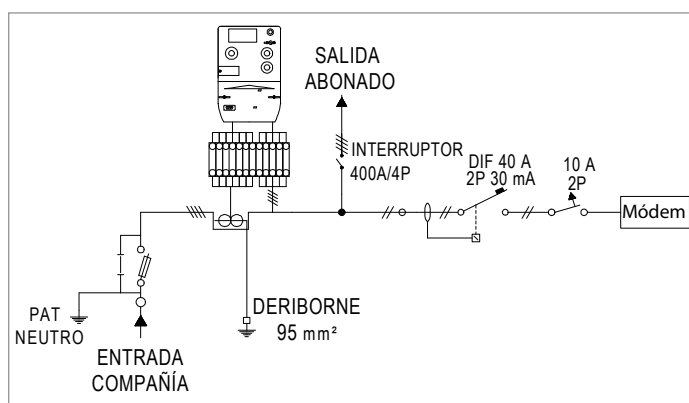 SALIDA
ABONADO
INTERRUPTOR
400A/4P
DIF 40 A
2P 30 mA
10 A
2P
Módem
PAT
NEUTRO
DERIBORNE
95 mm²
ENTRADA
COMPAÑÍA